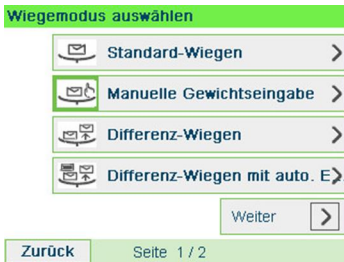 Wiegemodus auswählen
Standard-Wiegen
Manuelle Gewichtseingabe
Differenz-Wiegen
Differenz-Wiegen mit auto. E
Weiter
Zurück Seite 1/2